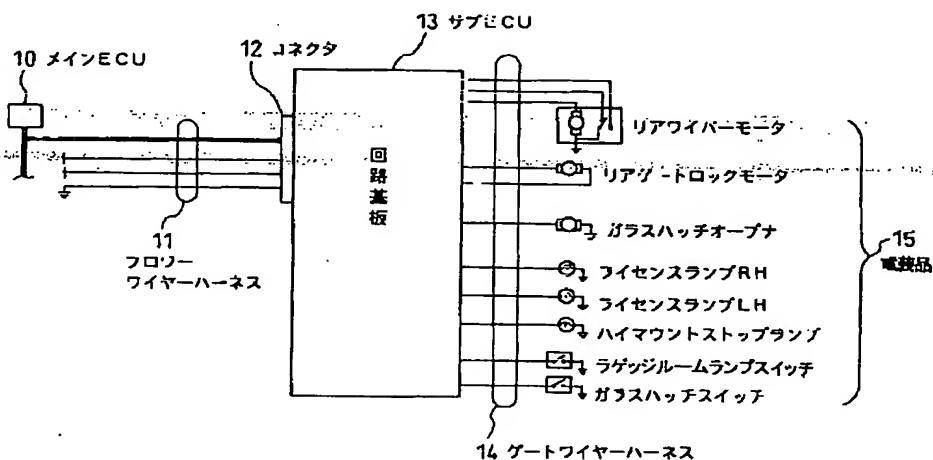 13 サブECU
10 メインECU
12 コネクタ
回路基板
リアワイパーモータ
リアゲートロックモータ
ガラスハッチオープナ
ライセンスランプRH
ライセンスランプLH
ハイマウントストップランプ
ラゲッジルームランプスイッチ
ガラスハッチスイッチ
15
電装品
11
フロワー
ワイヤーハーネス
14 ゲートワイヤーハーネス